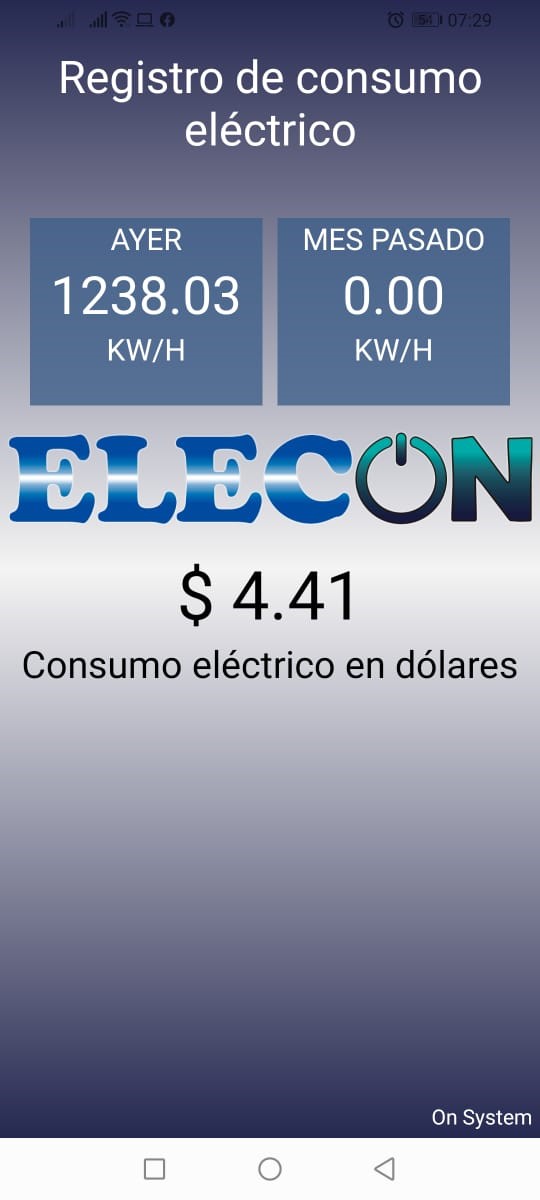 54 07:29
Registro de consumo
eléctrico
AYER
1238.03
KW/H
MES PASADO
0.00
KW/H
ELECON
$ 4.41
Consumo eléctrico en dólares
On System